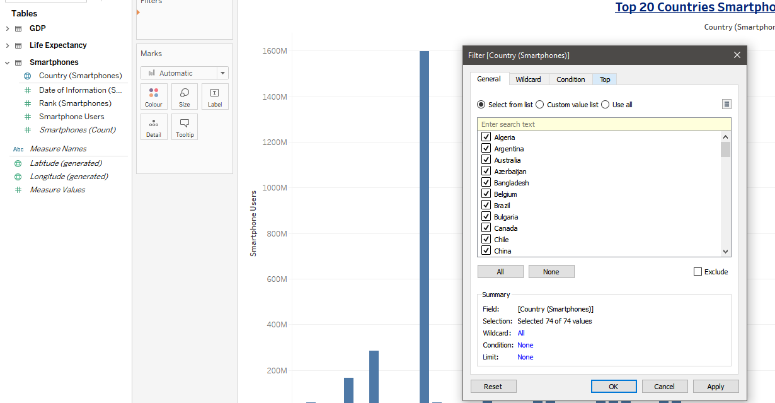 Tables
GDP
Life Expectancy
Smartphones
Country (Smartphones)
Date of Information (S...
Rank (Smartphones)
Smartphone Users
Smartphones (Count)
Abc Measure Names
Latitude (generated)
Longitude (generated)
Measure Values
Filters
Marks
Automatic
Colour
Size
T
Label
Detail
Tooltip
Top 20 Countries Smartpho
Country (Smartphon
Smartphone Users
1600M
1400M
1200M
1000M
800M
600M
400M
200M
Filter [Country (Smartphones)]
General
Wildcard
Condition
Top
Select from list
Custom value list
Use all
Enter search text
Algeria
Argentina
Australia
Azerbaijan
Bangladesh
Belgium
Brazil
Bulgaria
Canada
Chile
China
All
None
Exclude
Summary
Field: [Country (Smartphones)]
Selection: Selected 74 of 74 values
Wildcard: All
Condition: None
Limit: None
Reset
OK
Cancel
Apply